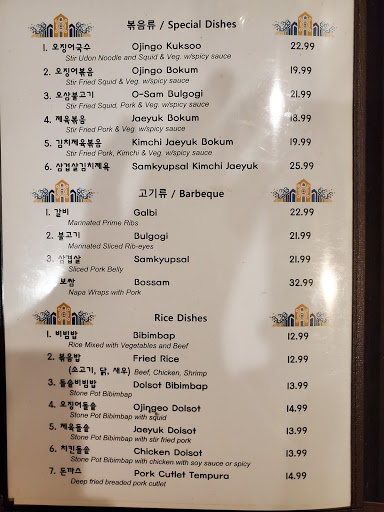 볶음류 / Special Dishes
1. 오징어국수 Ojingo Kuksoo 22.99
Stir Udon Noodle and Squid & Veg. w/spicy sauce
2. 오징어볶음 Ojingo Bokum 19.99
Stir Fried Squid & Veg. w/spicy sauce
3. 오삼불고기 O-Sam Bulgogi 21.99
Stir Fried Squid, Pork & Veg. w/spicy sauce
4. 제육볶음 Jaeyuk Bokum 18.99
Stir Fried Pork & Veg. w/spicy sauce
5. 김치제육볶음 Kimchi Jaeyuk Bokum 19.99
Stir Fried Pork, Kimchi & Veg. w/spicy sauce
6. 삼겹살김치제육 Samkyupsal Kimchi Jaeyuk 25.99
고기류 / Barbeque
1. 갈비 Galbi 22.99
Marinated Prime Ribs
2. 불고기 Bulgogi 21.99
Marinated Sliced Rib-eyes
3. 삼겹살 Samkyupsal 21.99
Sliced Pork Belly
보쌈 Bossam 32.99
Napa Wraps with Pork
Rice Dishes
1. 비빔밥 Bibimbap 12.99
Rice Mixed with Vegetables and Beef
2. 볶음밥 Fried Rice 12.99
(소고기, 닭, 새우) Beef, Chicken, Shrimp
3. 돌솥비빔밥 Dolsot Bibimbap 13.99
Stone Pot Bibimbap
4. 오징어돌솥 Ojingeo Dolsot 14.99
Stone Pot Bibimbap with squid
5. 제육돌솥 Jaeyuk Dolsot 13.99
Stone Pot Bibimbap with stir fried pork
6. 치킨돌솥 Chicken Dolsot 13.99
Stone Pot Bibimbap with chicken with soy sauce or spicy
7. 돈까스 Pork Cutlet Tempura 14.99
Deep fried breaded pork cutlet